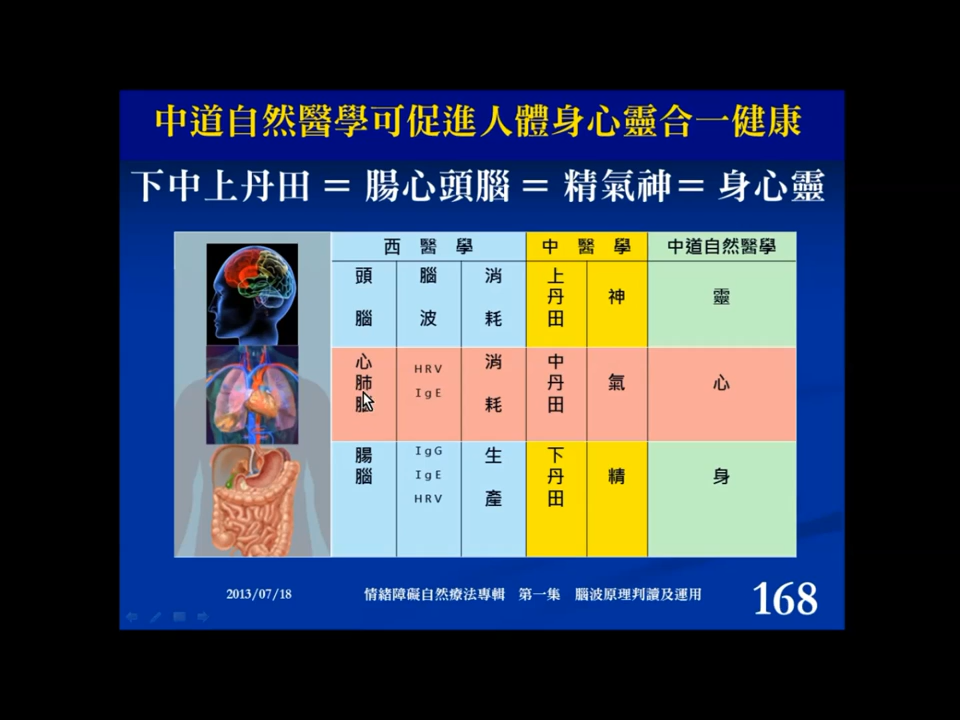 中道自然醫學可促進人體身心靈合一健康
下中上丹田 = 腸心頭腦 = 精氣神 = 身心靈
西醫學 中醫學 中道自然醫學
頭腦 腦波 消耗 上丹田 神 靈
心肺腦 HRV IgE 消耗 中丹田 氣 心
腸腦 IgG IgE HRV 生產 下丹田 精 身
2013/07/18 情緒障礙自然療法專輯 第一集 腦波原理判讀及運用 168